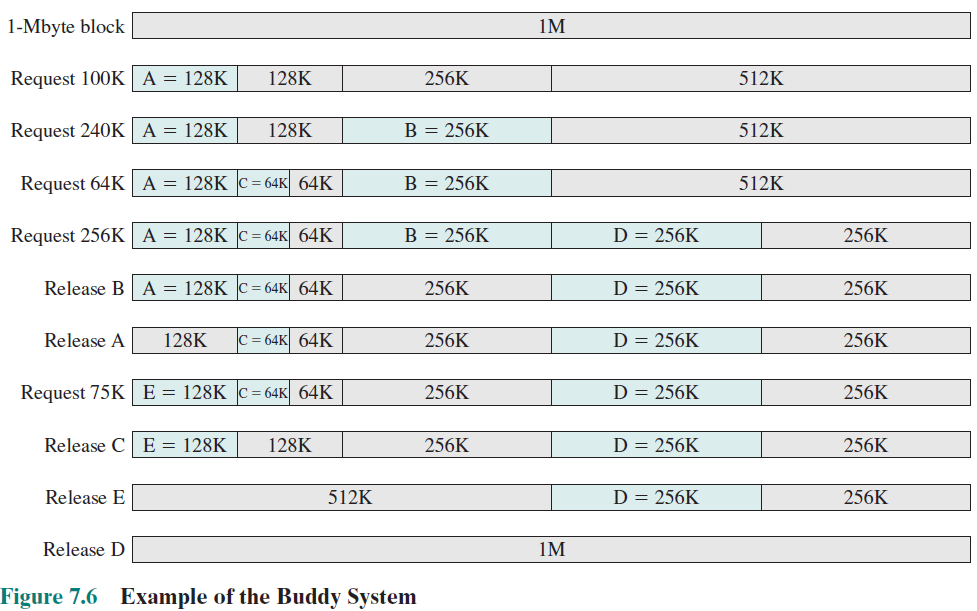 1-Mbyte block 1M
Request 100K A = 128K 128K 256K 512K
Request 240K A = 128K 128K B = 256K 512K
Request 64K A = 128K C = 64K 64K B = 256K 512K
Request 256K A = 128K C = 64K 64K B = 256K D = 256K 256K
Release B A = 128K C = 64K 64K 256K D = 256K 256K
Release A 128K C = 64K 64K 256K D = 256K 256K
Request 75K E = 128K C = 64K 64K 256K D = 256K 256K
Release C E = 128K 128K 256K D = 256K 256K
Release E 512K D = 256K 256K
Release D 1M
Figure 7.6 Example of the Buddy System